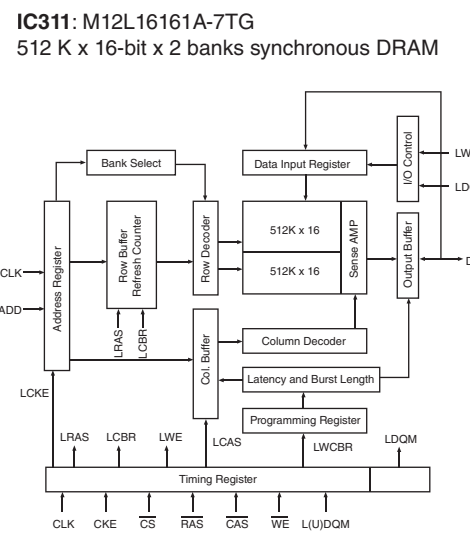 IC311: M12L16161A-7TG
512 K x 16-bit x 2 banks synchronous DRAM
Bank Select
Data Input Register
I/O Control
LW
LD
Address Register
Row Buffer
Refresh Counter
Row Decoder
512K x 16
512K x 16
Sense AMP
Output Buffer
D
CLK
ADD
LRAS
LCBR
Col. Buffer
Column Decoder
Latency and Burst Length
Programming Register
LCKE
LRAS
LCBR
LWE
LCAS
LWCBR
LDQM
Timing Register
CLK CKE CS RAS CAS WE L(U)DQM